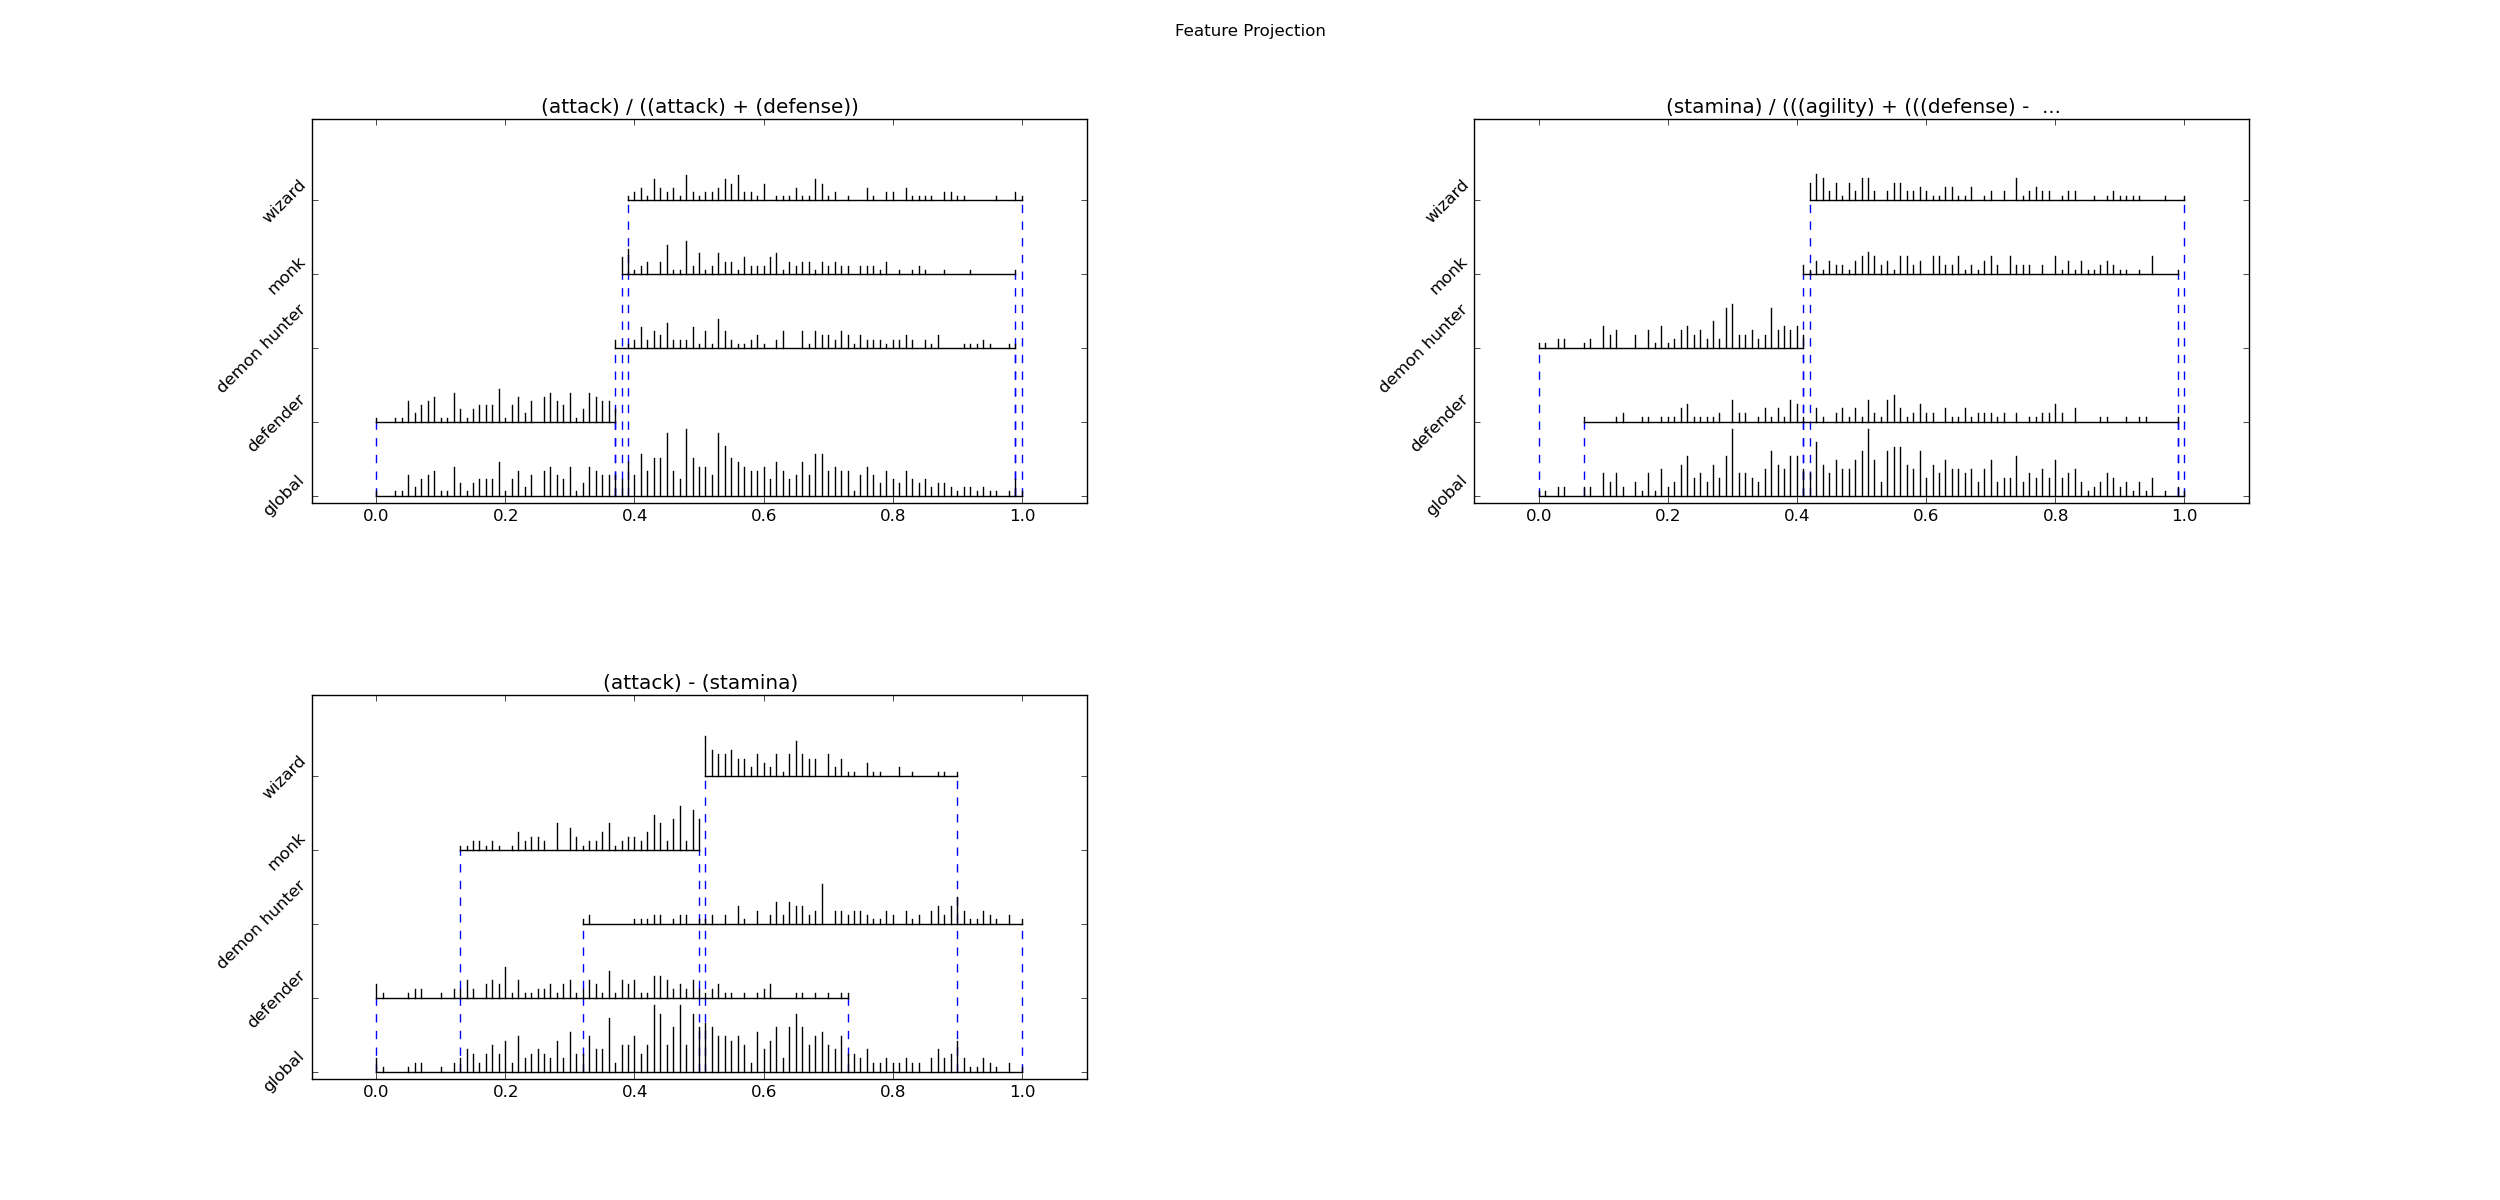 Feature Projection
(attack) / ((attack) + (defense))
wizard
monk
demon hunter
defender
global
0.0 0.2 0.4 0.6 0.8 1.0
(stamina) / (((agility) + (((defense) -  ...
wizard
monk
demon hunter
defender
global
0.0 0.2 0.4 0.6 0.8 1.0
(attack) - (stamina)
wizard
monk
demon hunter
defender
global
0.0 0.2 0.4 0.6 0.8 1.0